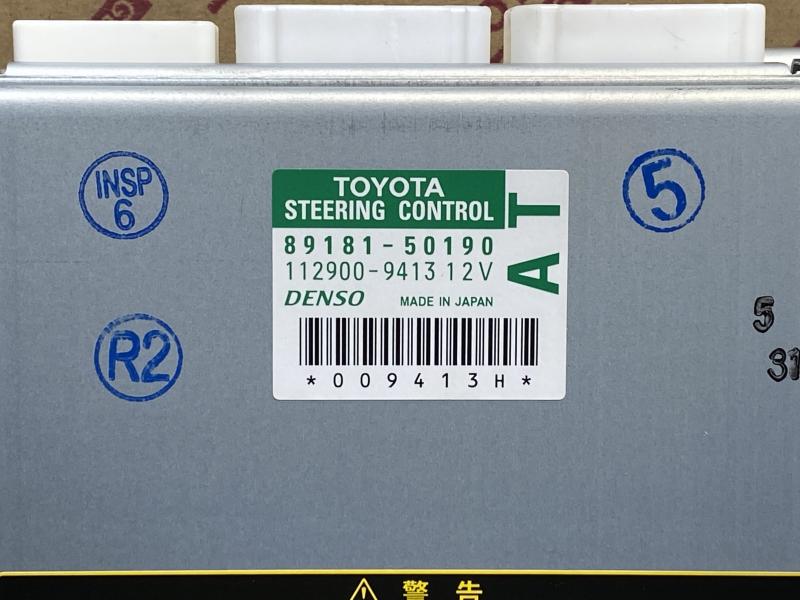 INSP
6
5
TOYOTA
STEERING CONTROL
AT
89181-50190
112900-9413 12V
DENSO MADE IN JAPAN
*009413H*
R2
5
31
警告